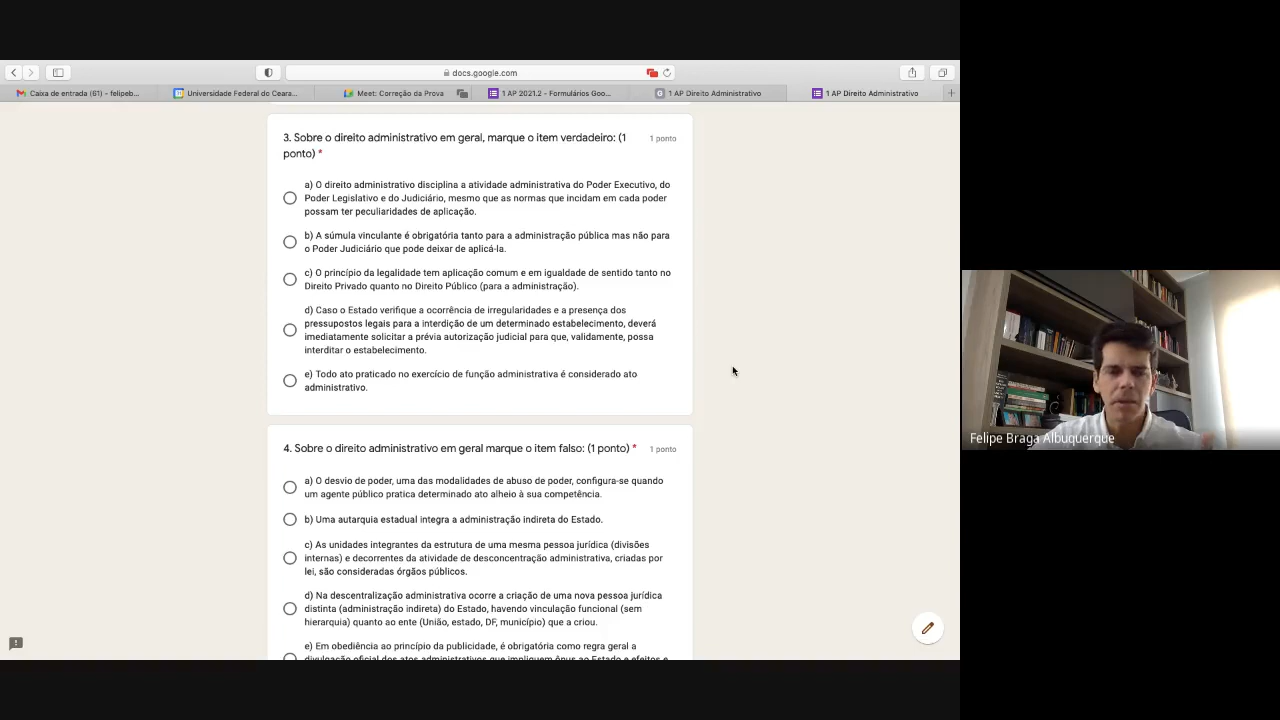 docs.google.com
Caixa de entrada (61) - felipeb...
Universidade Federal do Ceara...
Meet: Correção da Prova
1 AP 2021.2 - Formulários Goo...
1 AP Direito Administrativo
1 AP Direito Administrativo
3. Sobre o direito administrativo em geral, marque o item verdadeiro: (1
ponto) *
1 ponto
a) O direito administrativo disciplina a atividade administrativa do Poder Executivo, do
Poder Legislativo e do Judiciário, mesmo que as normas que incidam em cada poder
possam ter peculiaridades de aplicação.
b) A súmula vinculante é obrigatória tanto para a administração pública mas não para
o Poder Judiciário que pode deixar de aplicá-la.
c) O princípio da legalidade tem aplicação comum e em igualdade de sentido tanto no
Direito Privado quanto no Direito Público (para a administração).
d) Caso o Estado verifique a ocorrência de irregularidades e a presença dos
pressupostos legais para a interdição de um determinado estabelecimento, deverá
imediatamente solicitar a prévia autorização judicial para que, validamente, possa
interditar o estabelecimento.
e) Todo ato praticado no exercício de função administrativa é considerado ato
administrativo.
4. Sobre o direito administrativo em geral marque o item falso: (1 ponto) *
1 ponto
a) O desvio de poder, uma das modalidades de abuso de poder, configura-se quando
um agente público pratica determinado ato alheio à sua competência.
b) Uma autarquia estadual integra a administração indireta do Estado.
c) As unidades integrantes da estrutura de uma mesma pessoa jurídica (divisões
internas) e decorrentes da atividade de desconcentração administrativa, criadas por
lei, são consideradas órgãos públicos.
d) Na descentralização administrativa ocorre a criação de uma nova pessoa jurídica
distinta (administração indireta) do Estado, havendo vinculação funcional (sem
hierarquia) quanto ao ente (União, estado, DF, município) que a criou.
e) Em obediência ao princípio da publicidade, é obrigatória como regra geral a
divulgação oficial dos atos administrativos que impliquem ônus ao Estado e efeitos e
Felipe Braga Albuquerque